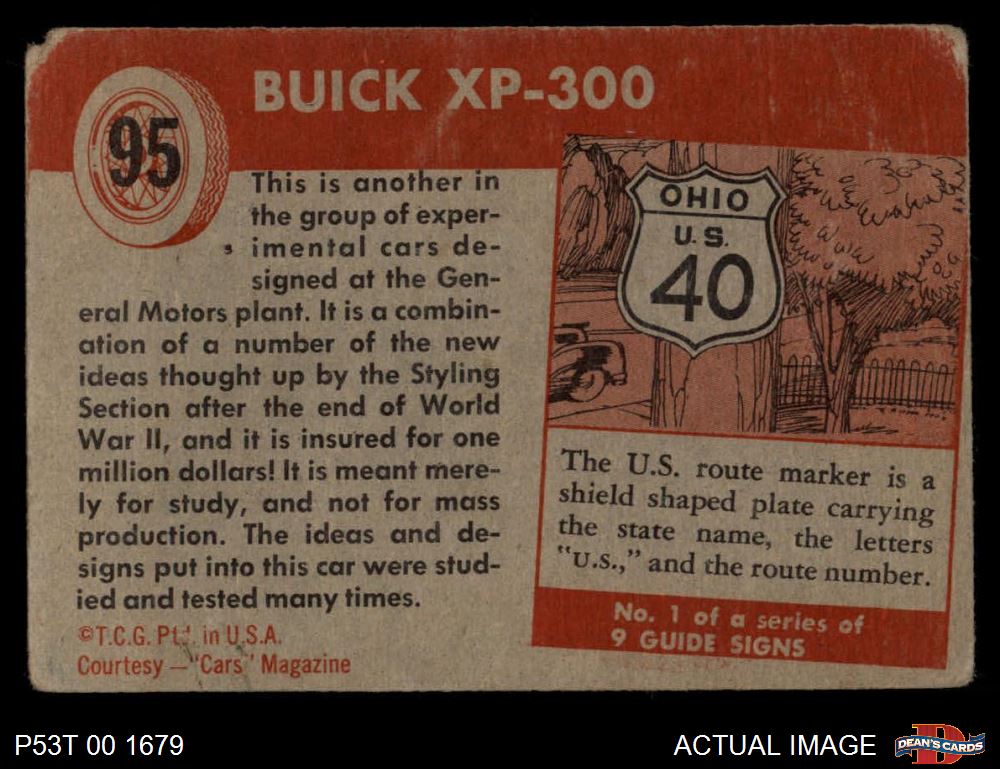 BUICK XP-300
95
This is another in
the group of exper-
imental cars de-
signed at the Gen-
eral Motors plant. It is a combin-
ation of a number of the new
ideas thought up by the Styling
Section after the end of World
War II, and it is insured for one
million dollars! It is meant mere-
ly for study, and not for mass
production. The ideas and de-
signs put into this car were stud-
ied and tested many times.
©T.C.G. in U.S.A.
Courtesy — "Cars" Magazine
OHIO
U.S.
40
The U.S. route marker is a
shield shaped plate carrying
the state name, the letters
"U.S.," and the route number.
No. 1 of a series of
9 GUIDE SIGNS
P53T 00 1679
ACTUAL IMAGE
D
DEAN'S CARDS